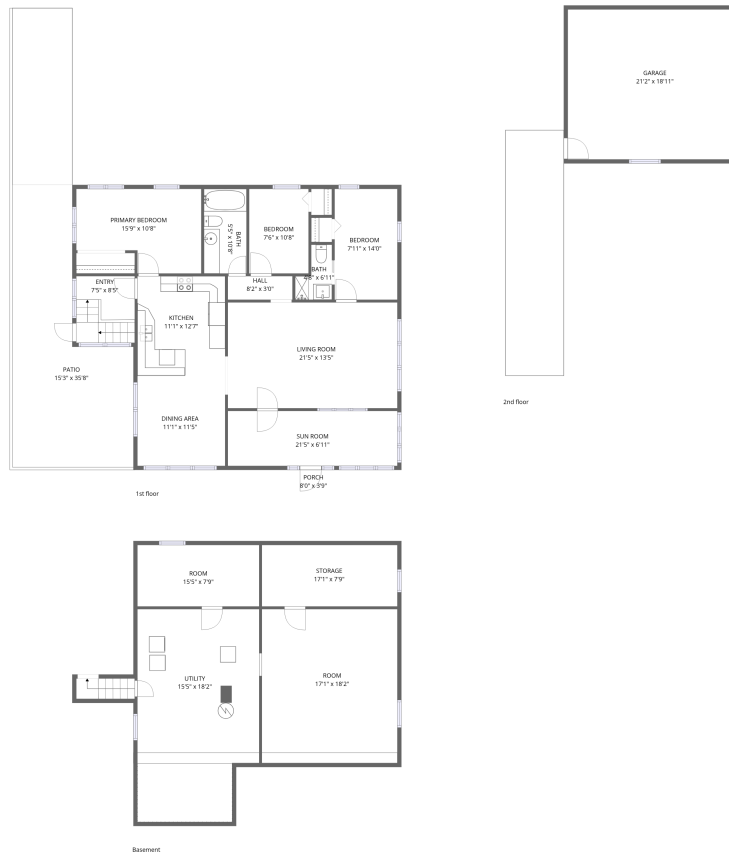 GARAGE
21'2" x 18'11"
PRIMARY BEDROOM
15'9" x 10'8"
BATH
5'5" x 10'8"
BEDROOM
7'6" x 10'8"
BEDROOM
7'11" x 14'0"
BATH
4'8" x 6'11"
ENTRY
7'5" x 8'5"
HALL
8'2" x 3'0"
KITCHEN
11'1" x 12'7"
LIVING ROOM
21'5" x 13'5"
PATIO
15'3" x 35'8"
2nd floor
DINING AREA
11'1" x 11'5"
SUN ROOM
21'5" x 6'11"
PORCH
8'0" x 3'9"
1st floor
ROOM
15'5" x 7'9"
STORAGE
17'1" x 7'9"
UTILITY
15'5" x 18'2"
ROOM
17'1" x 18'2"
Basement